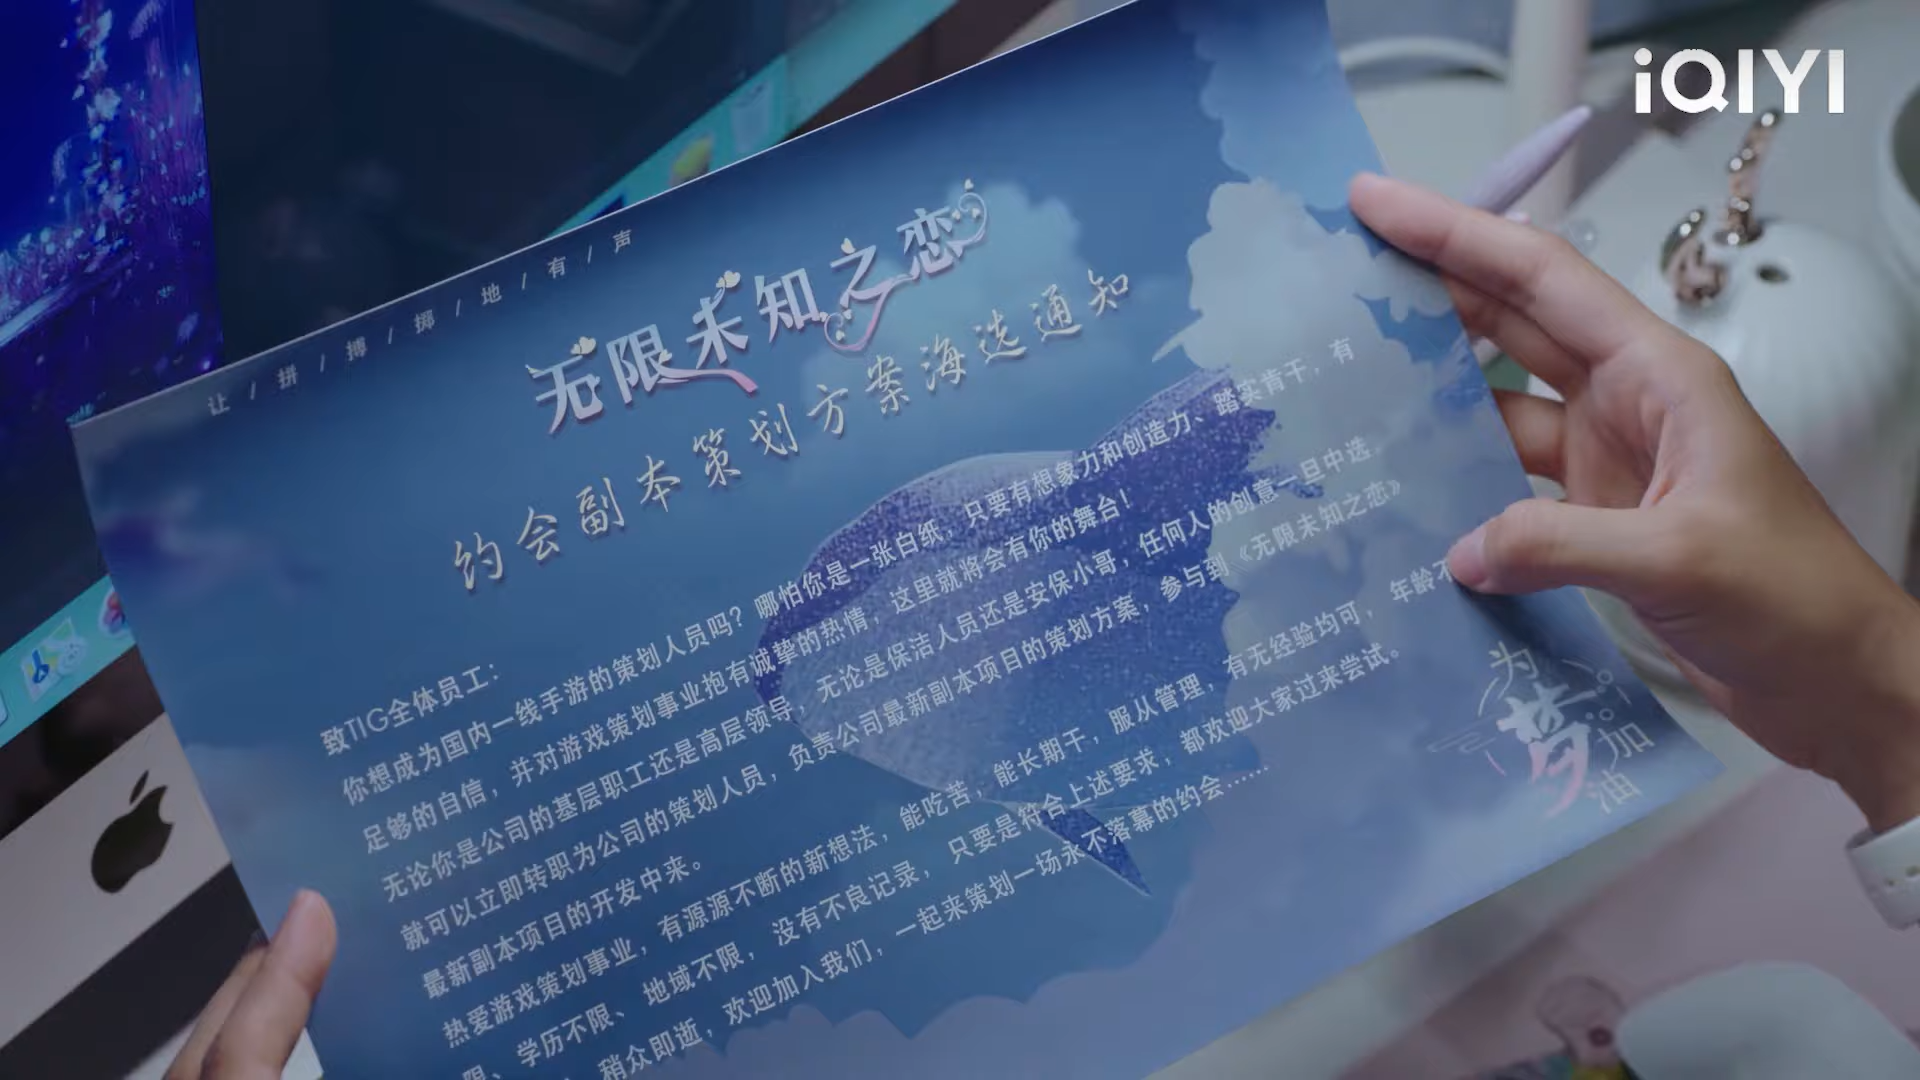 iQIYI
让/拼/搏/掷/地/有/声
无限未知之恋
约会副本策划方案海选通知
致TIG全体员工：
你想成为国内一线手游的策划人员吗？哪怕你是一张白纸，只要有想象力和创造力、踏实肯干，有
足够的自信，并对游戏策划事业抱有诚挚的热情，这里就将会有你的舞台！
无论你是公司的基层职工还是高层领导，无论是保洁人员还是安保小哥，任何人的创意一旦中选，
就可以立即转职为公司的策划人员，负责公司最新副本项目的策划方案，参与到《无限未知之恋》
最新副本项目的开发中来。
热爱游戏策划事业，有源源不断的新想法，能吃苦，能长期干，服从管理，有无经验均可，年龄不
限、学历不限、地域不限，没有不良记录，只要是符合上述要求，都欢迎大家过来尝试。
稍众即逝，欢迎加入我们，一起来策划一场永不落幕的约会……
为梦加油